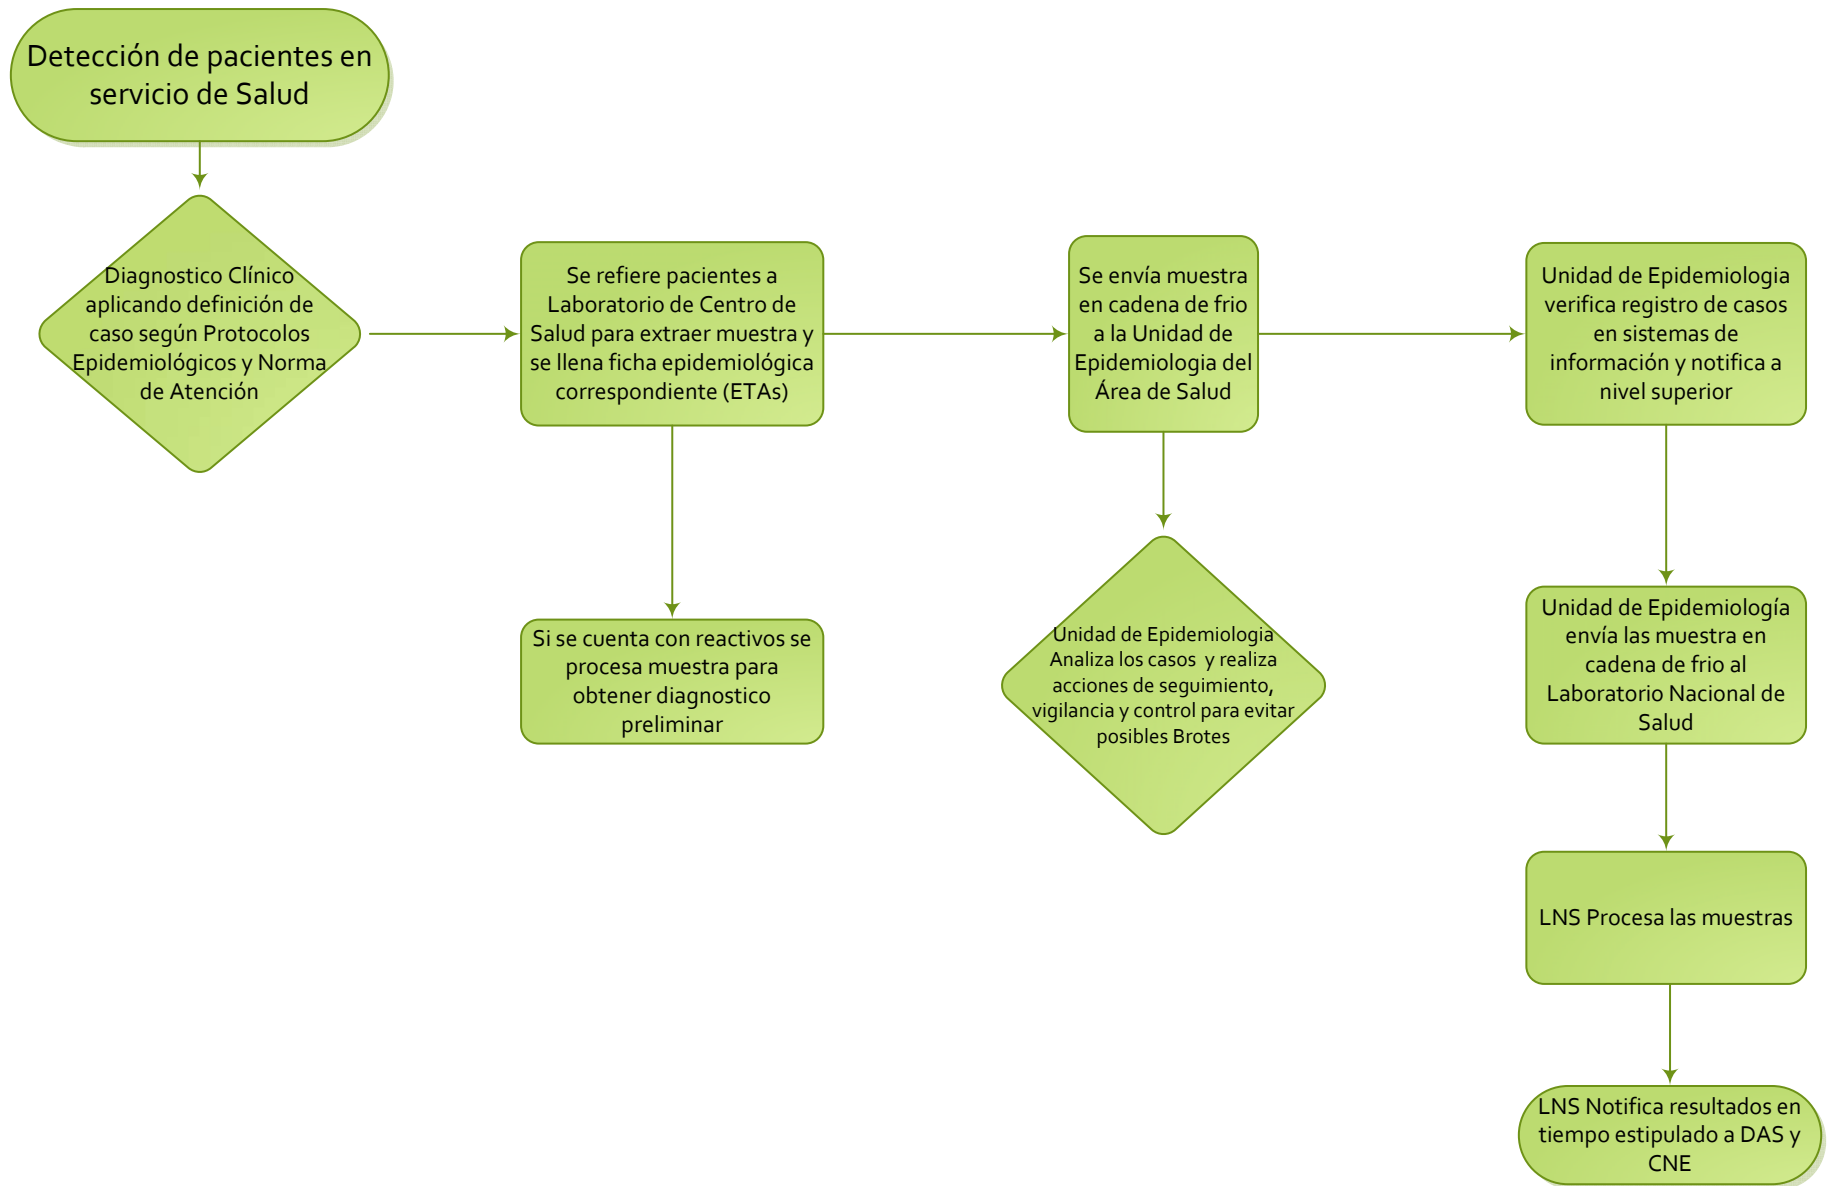 Detección de pacientes en
servicio de Salud
Diagnostico Clínico
aplicando definición de
caso según Protocolos
Epidemiológicos y Norma
de Atención
Se refiere pacientes a
Laboratorio de Centro de
Salud para extraer muestra y
se llena ficha epidemiológica
correspondiente (ETAs)
Se envía muestra
en cadena de frio
a la Unidad de
Epidemiologia del
Área de Salud
Unidad de Epidemiologia
verifica registro de casos
en sistemas de
información y notifica a
nivel superior
Si se cuenta con reactivos se
procesa muestra para
obtener diagnostico
preliminar
Unidad de Epidemiologia
Analiza los casos y realiza
acciones de seguimiento,
vigilancia y control para evitar
posibles Brotes
Unidad de Epidemiología
envía las muestra en
cadena de frio al
Laboratorio Nacional de
Salud
LNS Procesa las muestras
LNS Notifica resultados en
tiempo estipulado a DAS y
CNE